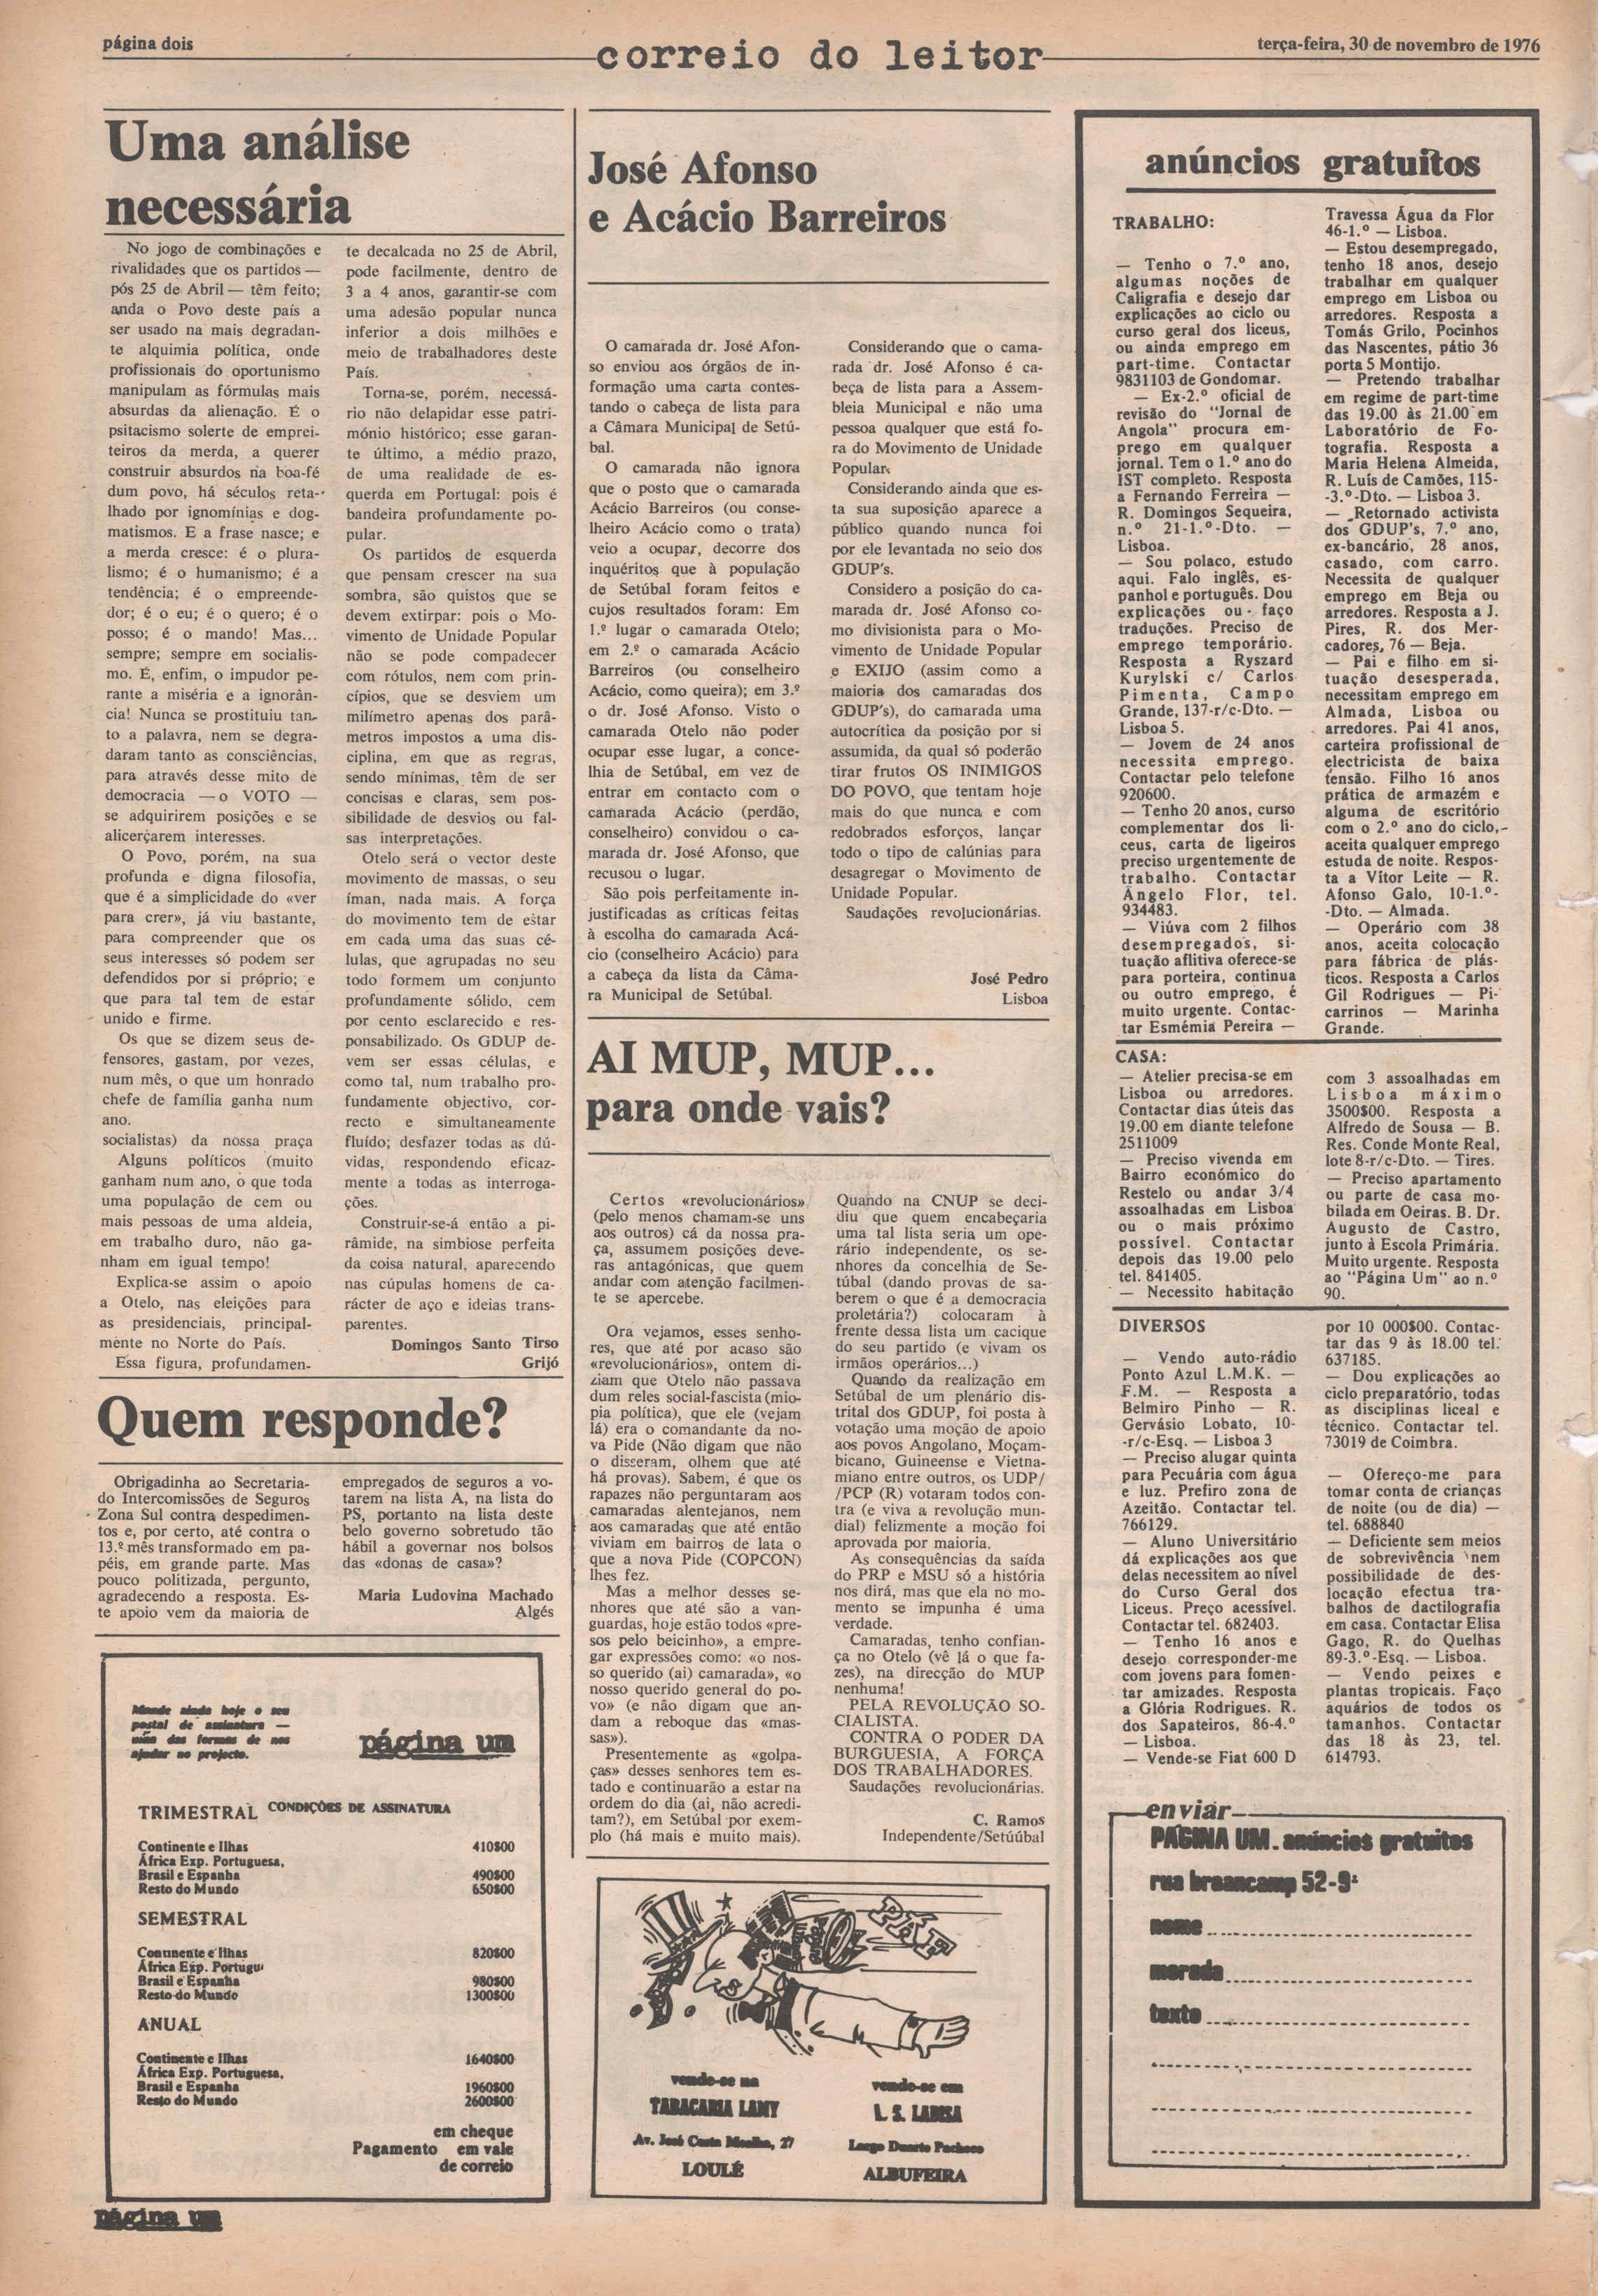 página dois
correio do leitor
terça-feira, 30 de novembro de 1976
Uma análise
necessária
No jogo de combinações e
rivalidades que os partidos —
pós 25 de Abril — têm feito;
anda o Povo deste país a
ser usado na mais degradan-
te alquimia política, onde
profissionais do oportunismo
manipulam as fórmulas mais
absurdas da alienação. É o
psitacismo solerte de emprei-
teiros da merda, a querer
construir absurdos na boa-fé
dum povo, há séculos reta-
lhado por ignomínias e dog-
matismos. E a frase nasce; e
a merda cresce: é o plura-
lismo; é o humanismo; é a
tendência; é o empreende-
dor; é o eu; é o quero; é o
posso; é o mando! Mas...
sempre; sempre em socialis-
mo. É, enfim, o impudor pe-
rante a miséria e a ignorân-
cia! Nunca se prostituiu tan-
to a palavra, nem se degra-
daram tanto as consciências,
para através desse mito de
democracia — o VOTO —
se adquirirem posições e se
alicerçarem interesses.
O Povo, porém, na sua
profunda e digna filosofia,
que é a simplicidade do «ver
para crer», já viu bastante,
para compreender que os
seus interesses só podem ser
defendidos por si próprio; e
que para tal tem de estar
unido e firme.
Os que se dizem seus de-
fensores, gastam, por vezes,
num mês, o que um honrado
chefe de família ganha num
ano.
socialistas) da nossa praça
Alguns políticos (muito
ganham num ano, o que toda
uma população de cem ou
mais pessoas de uma aldeia,
em trabalho duro, não ga-
nham em igual tempo!
Explica-se assim o apoio
a Otelo, nas eleições para
as presidenciais, principal-
mente no Norte do País.
Essa figura, profundamen-
te decalcada no 25 de Abril,
pode facilmente, dentro de
3 a 4 anos, garantir-se com
uma adesão popular nunca
inferior a dois milhões e
meio de trabalhadores deste
País.
Torna-se, porém, necessá-
rio não delapidar esse patri-
mónio histórico; esse garan-
te último, a médio prazo,
de uma realidade de es-
querda em Portugal: pois é
bandeira profundamente po-
pular.
Os partidos de esquerda
que pensam crescer na sua
sombra, são quistos que se
devem extirpar: pois o Mo-
vimento de Unidade Popular
não se pode compadecer
com rótulos, nem com prin-
cípios, que se desviem um
milímetro apenas dos parâ-
metros impostos a uma dis-
ciplina, em que as regras,
sendo mínimas, têm de ser
concisas e claras, sem pos-
sibilidade de desvios ou fal-
sas interpretações.
Otelo será o vector deste
movimento de massas, o seu
íman, nada mais. A força
do movimento tem de estar
em cada uma das suas cé-
lulas, que agrupadas no seu
todo formem um conjunto
profundamente sólido, cem
por cento esclarecido e res-
ponsabilizado. Os GDUP de-
vem ser essas células, e
como tal, num trabalho pro-
fundamente objectivo, cor-
recto e simultaneamente
fluído; desfazer todas as dú-
vidas, respondendo eficaz-
mente a todas as interroga-
ções.
Construir-se-á então a pi-
râmide, na simbiose perfeita
da coisa natural, aparecendo
nas cúpulas homens de ca-
rácter de aço e ideias trans-
parentes.
Domingos Santo Tirso
Grijó
Quem responde?
Obrigadinha ao Secretaria-
do Intercomissões de Seguros
Zona Sul contra despedimen-
tos e, por certo, até contra o
13.º mês transformado em pa-
péis, em grande parte. Mas
pouco politizada, pergunto,
agradecendo a resposta. Es-
te apoio vem da maioria de
empregados de seguros a vo-
tarem na lista A, na lista do
PS, portanto na lista deste
belo governo sobretudo tão
hábil a governar nos bolsos
das «donas de casa»?
Maria Ludovina Machado
Algés
Mande ainda hoje o seu
postal de assinatura —
uma das formas de nos
ajudar no projecto.
página um
TRIMESTRAL CONDIÇÕES DE ASSINATURA
Continente e Ilhas 410$00
África Exp. Portuguesa,
Brasil e Espanha 490$00
Resto do Mundo 650$00
SEMESTRAL
Continente e Ilhas 820$00
África Exp. Portugu
Brasil e Espanha 980$00
Resto do Mundo 1300$00
ANUAL
Continente e Ilhas 1640$00
África Exp. Portuguesa,
Brasil e Espanha 1960$00
Resto do Mundo 2600$00
em cheque
Pagamento em vale
de correio
página um
José Afonso
e Acácio Barreiros
O camarada dr. José Afon-
so enviou aos órgãos de in-
formação uma carta contes-
tando o cabeça de lista para
a Câmara Municipal de Setú-
bal.
O camarada não ignora
que o posto que o camarada
Acácio Barreiros (ou conse-
lheiro Acácio como o trata)
veio a ocupar, decorre dos
inquéritos que à população
de Setúbal foram feitos e
cujos resultados foram: Em
1.º lugar o camarada Otelo;
em 2.º o camarada Acácio
Barreiros (ou conselheiro
Acácio, como queira); em 3.º
o dr. José Afonso. Visto o
camarada Otelo não poder
ocupar esse lugar, a conce-
lhia de Setúbal, em vez de
entrar em contacto com o
camarada Acácio (perdão,
conselheiro) convidou o ca-
marada dr. José Afonso, que
recusou o lugar.
São pois perfeitamente in-
justificadas as críticas feitas
à escolha do camarada Acá-
cio (conselheiro Acácio) para
a cabeça da lista da Câma-
ra Municipal de Setúbal.
Considerando que o cama-
rada dr. José Afonso é ca-
beça de lista para a Assem-
bleia Municipal e não uma
pessoa qualquer que está fo-
ra do Movimento de Unidade
Popular.
Considerando ainda que es-
ta sua suposição aparece a
público quando nunca foi
por ele levantada no seio dos
GDUP's.
Considero a posição do ca-
marada dr. José Afonso co-
mo divisionista para o Mo-
vimento de Unidade Popular
e EXIJO (assim como a
maioria dos camaradas dos
GDUP's), do camarada uma
autocrítica da posição por si
assumida, da qual só poderão
tirar frutos OS INIMIGOS
DO POVO, que tentam hoje
mais do que nunca e com
redobrados esforços, lançar
todo o tipo de calúnias para
desagregar o Movimento de
Unidade Popular.
Saudações revolucionárias.
José Pedro
Lisboa
AI MUP, MUP...
para onde vais?
Certos «revolucionários»
(pelo menos chamam-se uns
aos outros) cá da nossa pra-
ça, assumem posições deve-
ras antagónicas, que quem
andar com atenção facilmen-
te se apercebe.
Ora vejamos, esses senho-
res, que até por acaso são
«revolucionários», ontem di-
ziam que Otelo não passava
dum reles social-fascista (mio-
pia política), que ele (vejam
lá) era o comandante da no-
va Pide (Não digam que não
o disseram, olhem que até
há provas). Sabem, é que os
rapazes não perguntaram aos
camaradas alentejanos, nem
aos camaradas que até então
viviam em bairros de lata o
que a nova Pide (COPCON)
lhes fez.
Mas a melhor desses se-
nhores que até são a van-
guardas, hoje estão todos «pre-
sos pelo beicinho», a empre-
gar expressões como: «o nos-
so querido (ai) camarada», «o
nosso querido general do po-
vo» (e não digam que an-
dam a reboque das «mas-
sas»).
Presentemente as «golpa-
ças» desses senhores tem es-
tado e continuarão a estar na
ordem do dia (ai, não acredi-
tam?), em Setúbal por exem-
plo (há mais e muito mais).
Quando na CNUP se deci-
diu que quem encabeçaria
uma tal lista seria um ope-
rário independente, os se-
nhores da concelhia de Se-
túbal (dando provas de sa-
berem o que é a democracia
proletária?) colocaram à
frente dessa lista um cacique
do seu partido (e vivam os
irmãos operários...)
Quando da realização em
Setúbal de um plenário dis-
trital dos GDUP, foi posta à
votação uma moção de apoio
aos povos Angolano, Moçam-
bicano, Guineense e Vietna-
miano entre outros, os UDP/
/PCP (R) votaram todos con-
tra (e viva a revolução mun-
dial) felizmente a moção foi
aprovada por maioria.
As consequências da saída
do PRP e MSU só a história
nos dirá, mas que ela no mo-
mento se impunha é uma
verdade.
Camaradas, tenho confian-
ça no Otelo (vê lá o que fa-
zes), na direcção do MUP
nenhuma!
PELA REVOLUÇÃO SO-
CIALISTA.
CONTRA O PODER DA
BURGUESIA, A FORÇA
DOS TRABALHADORES.
Saudações revolucionárias.
C. Ramos
Independente/Setúúbal
PXF
vende-se na
TABACARIA LAMY
Av. José Costa Mealha, 27
LOULÉ
vende-se em
L. S. LABISA
Largo Duarte Pacheco
ALBUFEIRA
anúncios gratuitos
TRABALHO:
— Tenho o 7.º ano,
algumas noções de
Caligrafia e desejo dar
explicações ao ciclo ou
curso geral dos liceus,
ou ainda emprego em
part-time. Contactar
9831103 de Gondomar.
— Ex-2.º oficial de
revisão do "Jornal de
Angola" procura em-
prego em qualquer
jornal. Tem o 1.º ano do
IST completo. Resposta
a Fernando Ferreira —
R. Domingos Sequeira,
n.º 21-1.º-Dto. —
Lisboa.
— Sou polaco, estudo
aqui. Falo inglês, es-
panhol e português. Dou
explicações ou faço
traduções. Preciso de
emprego temporário.
Resposta a Ryszard
Kurylski c/ Carlos
Pimenta, Campo
Grande, 137-r/c-Dto. —
Lisboa 5.
— Jovem de 24 anos
necessita emprego.
Contactar pelo telefone
920600.
— Tenho 20 anos, curso
complementar dos li-
ceus, carta de ligeiros
preciso urgentemente de
trabalho. Contactar
Ângelo Flor, tel.
934483.
— Viúva com 2 filhos
desempregados, si-
tuação aflitiva oferece-se
para porteira, continua
ou outro emprego, é
muito urgente. Contac-
tar Esmémia Pereira —
Travessa Água da Flor
46-1.º — Lisboa.
— Estou desempregado,
tenho 18 anos, desejo
trabalhar em qualquer
emprego em Lisboa ou
arredores. Resposta a
Tomás Grilo, Pocinhos
das Nascentes, pátio 36
porta 5 Montijo.
— Pretendo trabalhar
em regime de part-time
das 19.00 às 21.00 em
Laboratório de Fo-
tografia. Resposta a
Maria Helena Almeida,
R. Luís de Camões, 115-
-3.º-Dto. — Lisboa 3.
— Retornado activista
dos GDUP's, 7.º ano,
ex-bancário, 28 anos,
casado, com carro.
Necessita de qualquer
emprego em Beja ou
arredores. Resposta a J.
Pires, R. dos Mer-
cadores, 76 — Beja.
— Pai e filho em si-
tuação desesperada,
necessitam emprego em
Almada, Lisboa ou
arredores. Pai 41 anos,
carteira profissional de
electricista de baixa
tensão. Filho 16 anos
prática de armazém e
alguma de escritório
com o 2.º ano do ciclo,
aceita qualquer emprego
estuda de noite. Respos-
ta a Vítor Leite — R.
Afonso Galo, 10-1.º-
-Dto. — Almada.
— Operário com 38
anos, aceita colocação
para fábrica de plás-
ticos. Resposta a Carlos
Gil Rodrigues — Pi-
carrinos — Marinha
Grande.
CASA:
— Atelier precisa-se em
Lisboa ou arredores.
Contactar dias úteis das
19.00 em diante telefone
2511009
— Preciso vivenda em
Bairro económico do
Restelo ou andar 3/4
assoalhadas em Lisboa
ou o mais próximo
possível. Contactar
depois das 19.00 pelo
tel. 841405.
— Necessito habitação
com 3 assoalhadas em
Lisboa máximo
3500$00. Resposta a
Alfredo de Sousa — B.
Res. Conde Monte Real,
lote 8-r/c-Dto. — Tires.
— Preciso apartamento
ou parte de casa mo-
bilada em Oeiras. B. Dr.
Augusto de Castro,
junto à Escola Primária.
Muito urgente. Resposta
ao "Página Um" ao n.º
90.
DIVERSOS
— Vendo auto-rádio
Ponto Azul L.M.K. —
F.M. — Resposta a
Belmiro Pinho — R.
Gervásio Lobato, 10-
-r/c-Esq. — Lisboa 3
— Preciso alugar quinta
para Pecuária com água
e luz. Prefiro zona de
Azeitão. Contactar tel.
766129.
— Aluno Universitário
dá explicações aos que
delas necessitem ao nível
do Curso Geral dos
Liceus. Preço acessível.
Contactar tel. 682403.
— Tenho 16 anos e
desejo corresponder-me
com jovens para fomen-
tar amizades. Resposta
a Glória Rodrigues. R.
dos Sapateiros, 86-4.º
— Lisboa.
— Vende-se Fiat 600 D
por 10 000$00. Contac-
tar das 9 às 18.00 tel.
637185.
— Dou explicações ao
ciclo preparatório, todas
as disciplinas liceal e
técnico. Contactar tel.
73019 de Coimbra.
— Ofereço-me para
tomar conta de crianças
de noite (ou de dia) —
tel. 688840
— Deficiente sem meios
de sobrevivência nem
possibilidade de des-
locação efectua tra-
balhos de dactilografia
em casa. Contactar Elisa
Gago, R. do Quelhas
89-3.º-Esq. — Lisboa.
— Vendo peixes e
plantas tropicais. Faço
aquários de todos os
tamanhos. Contactar
das 18 às 23, tel.
614793.
enviar
PÁGINA UM. anúncios gratuitos
rua braancamp 52-9º
nome
morada
texto